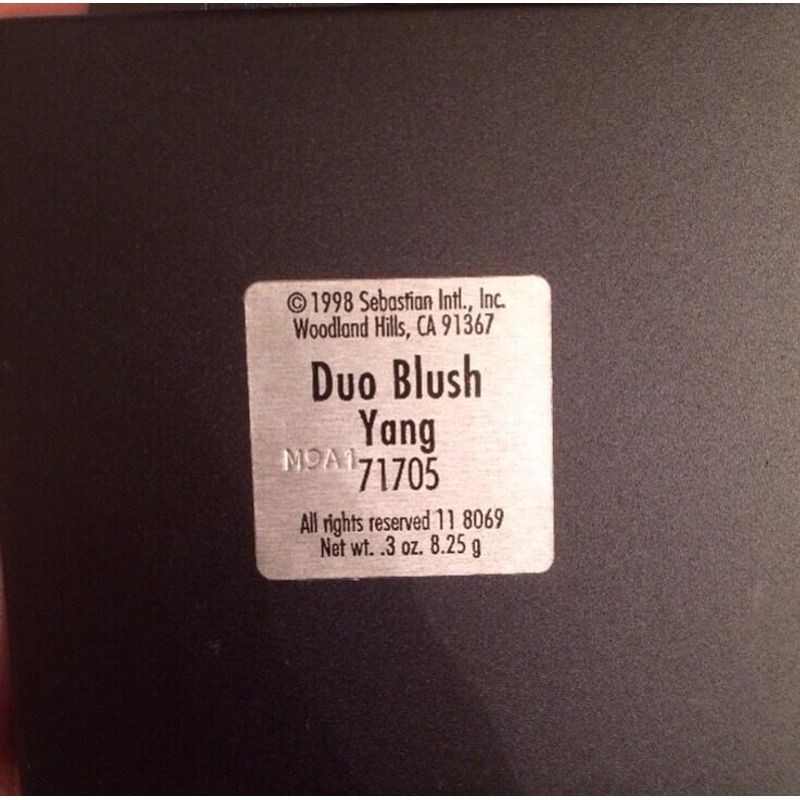 © 1998 Sebastian Intl., Inc.
Woodland Hills, CA 91367
Duo Blush
Yang
M9A1
71705
All rights reserved 11 8069
Net wt. .3 oz. 8.25 g